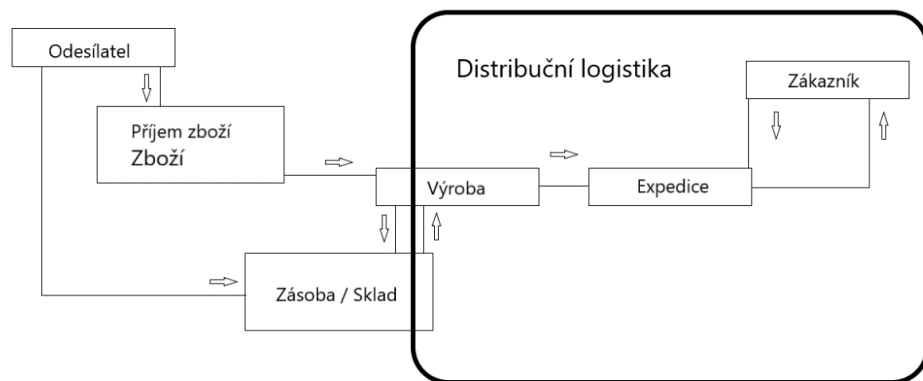 Odesílatel
Distribuční logistika
Zákazník
Příjem zboží
Zboží
Výroba
Expedice
Zásoba / Sklad